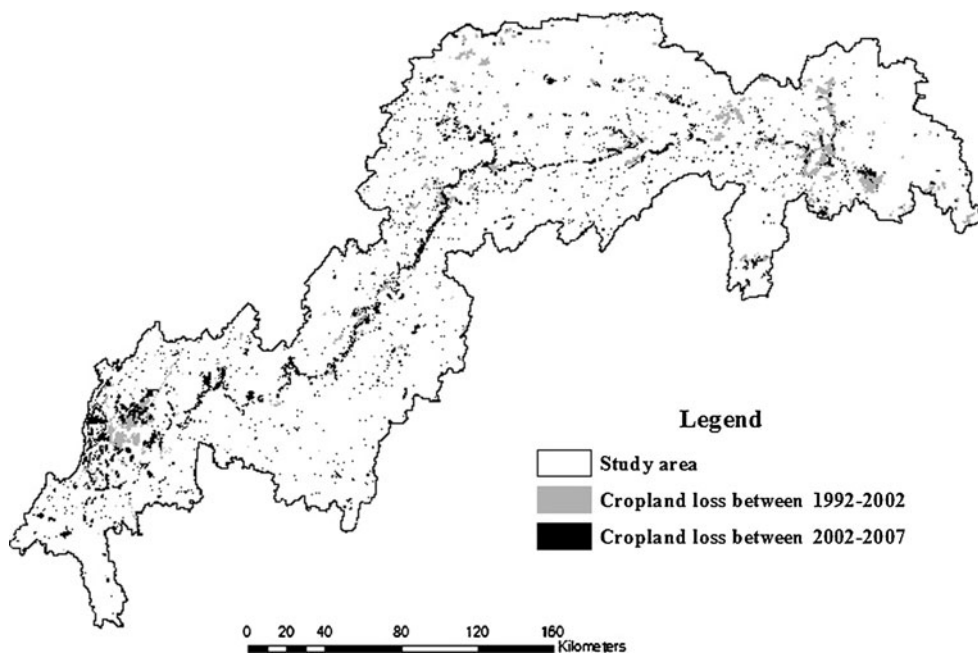 Legend
Study area
Cropland loss between 1992-2002
Cropland loss between 2002-2007
0 20 40 80 120 160
Kilometers